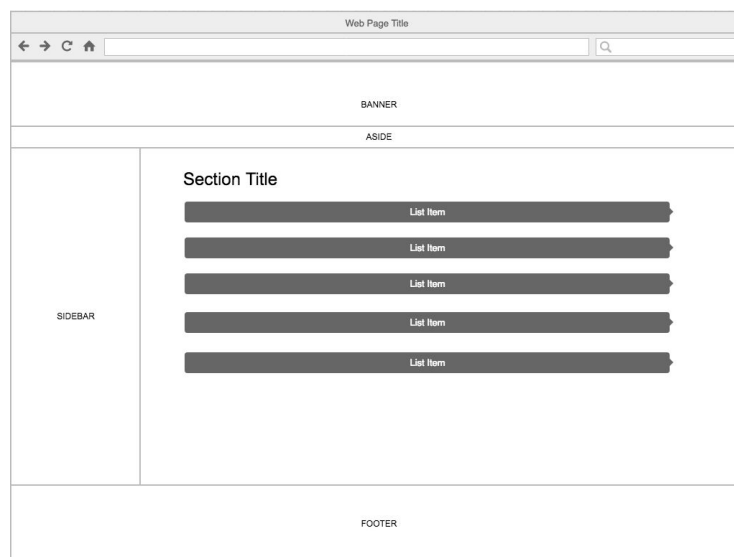 Web Page Title
BANNER
ASIDE
Section Title
List Item
List Item
List Item
SIDEBAR
List Item
List Item
FOOTER